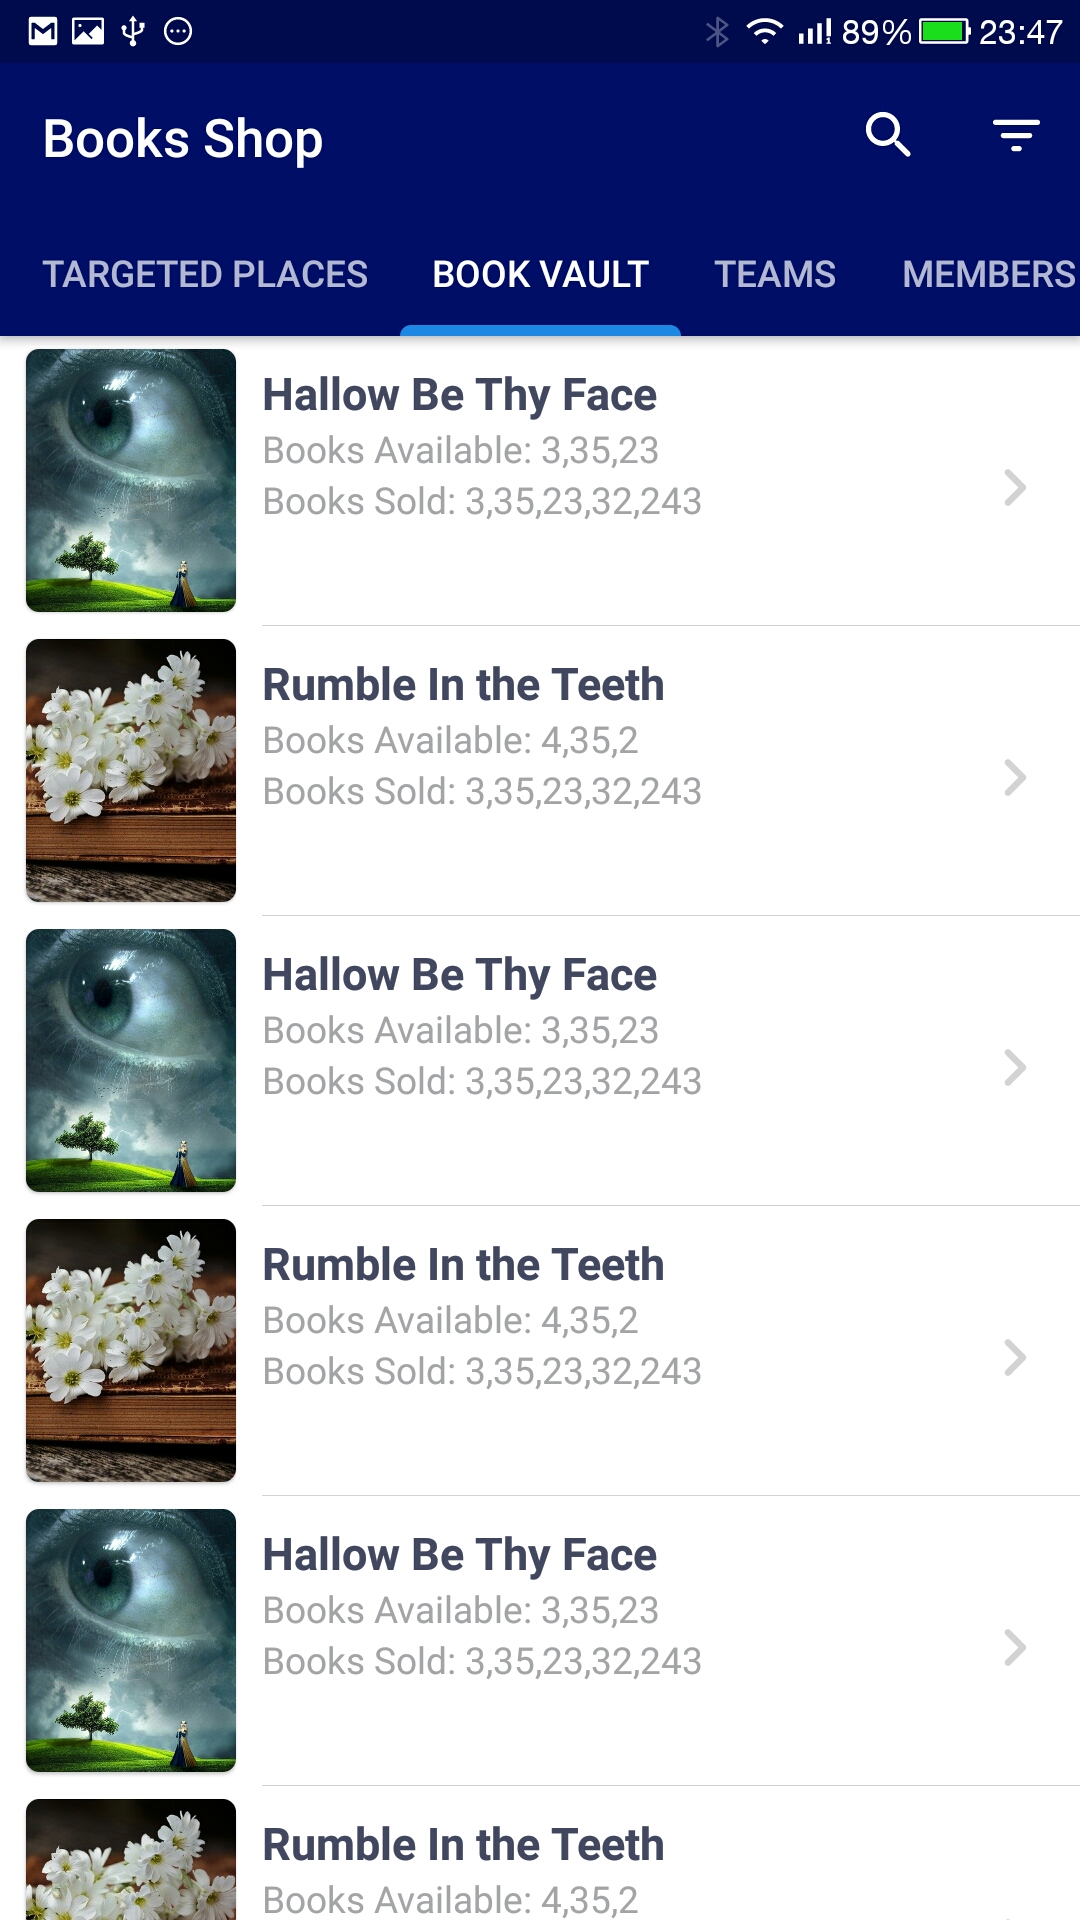 89% 23:47
Books Shop
TARGETED PLACES BOOK VAULT TEAMS MEMBERS
Hallow Be Thy Face
Books Available: 3,35,23
Books Sold: 3,35,23,32,243
Rumble In the Teeth
Books Available: 4,35,2
Books Sold: 3,35,23,32,243
Hallow Be Thy Face
Books Available: 3,35,23
Books Sold: 3,35,23,32,243
Rumble In the Teeth
Books Available: 4,35,2
Books Sold: 3,35,23,32,243
Hallow Be Thy Face
Books Available: 3,35,23
Books Sold: 3,35,23,32,243
Rumble In the Teeth
Books Available: 4,35,2